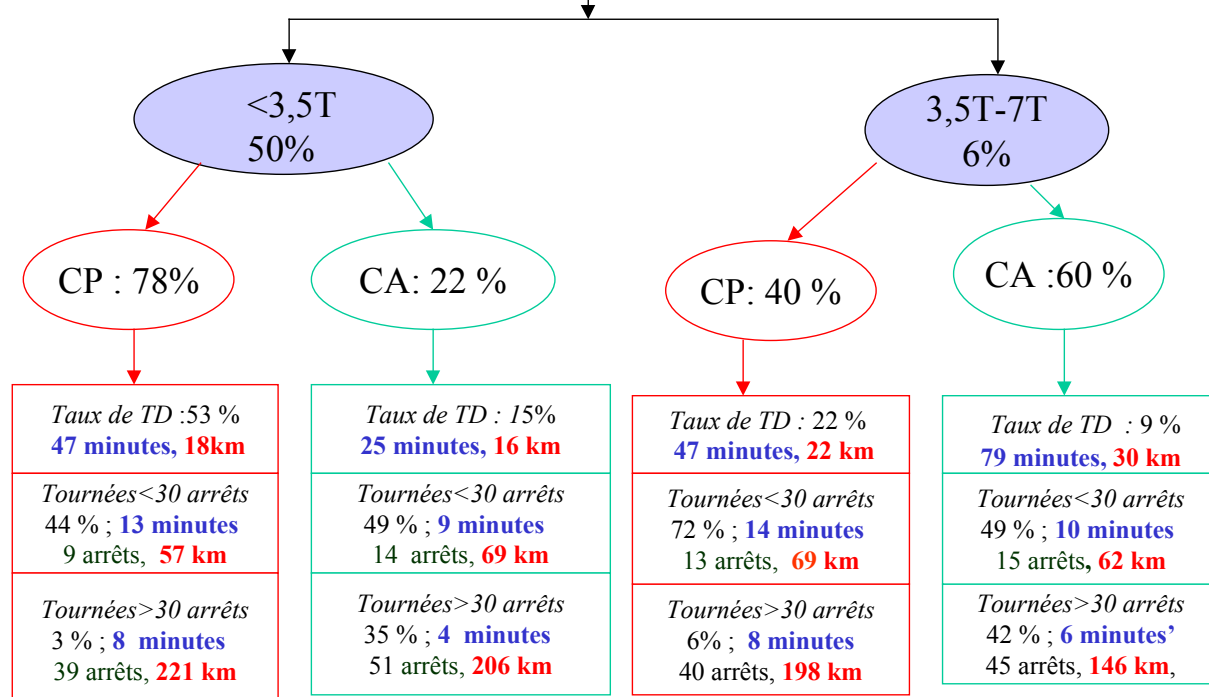 <3,5T
50%
3,5T-7T
6%
CP : 78%
CA: 22 %
CP: 40 %
CA :60 %
Taux de TD :53 %
47 minutes, 18km
Tournées<30 arrêts
44 % ; 13 minutes
9 arrêts, 57 km
Tournées>30 arrêts
3 % ; 8 minutes
39 arrêts, 221 km
Taux de TD : 15%
25 minutes, 16 km
Tournées<30 arrêts
49 % ; 9 minutes
14 arrêts, 69 km
Tournées>30 arrêts
35 % ; 4 minutes
51 arrêts, 206 km
Taux de TD : 22 %
47 minutes, 22 km
Tournées<30 arrêts
72 % ; 14 minutes
13 arrêts, 69 km
Tournées>30 arrêts
6% ; 8 minutes
40 arrêts, 198 km
Taux de TD : 9 %
79 minutes, 30 km
Tournées<30 arrêts
49 % ; 10 minutes
15 arrêts, 62 km
Tournées>30 arrêts
42 % ; 6 minutes’
45 arrêts, 146 km,